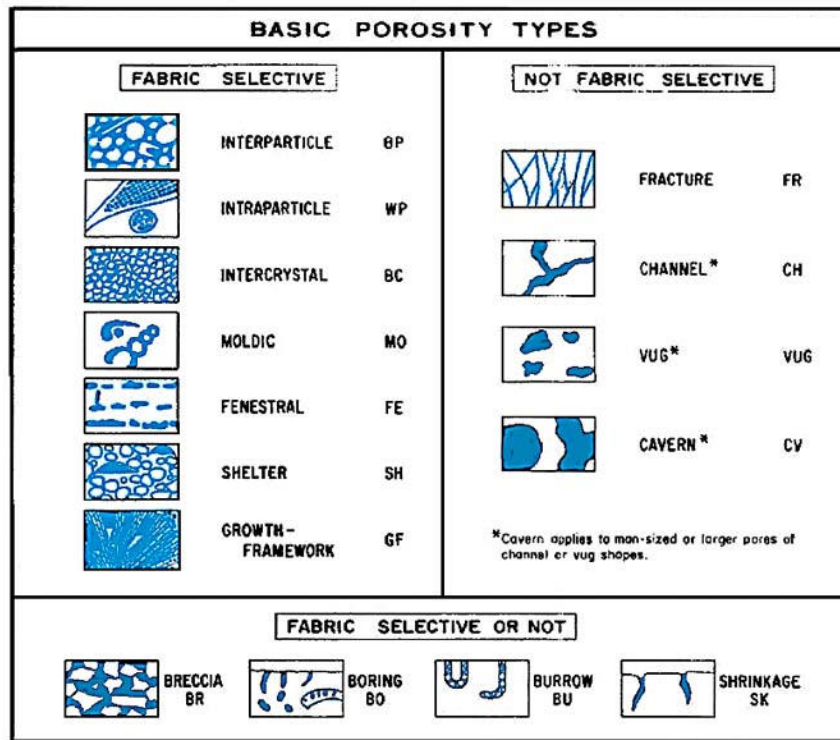 BASIC POROSITY TYPES
FABRIC SELECTIVE
INTERPARTICLE BP
INTRAPARTICLE WP
INTERCRYSTAL BC
MOLDIC MO
FENESTRAL FE
SHELTER SH
GROWTH-
FRAMEWORK GF
NOT FABRIC SELECTIVE
FRACTURE FR
CHANNEL* CH
VUG* VUG
CAVERN* CV
*Cavern applies to man-sized or larger pores of
channel or vug shapes.
FABRIC SELECTIVE OR NOT
BRECCIA
BR
BORING
BO
BURROW
BU
SHRINKAGE
SK